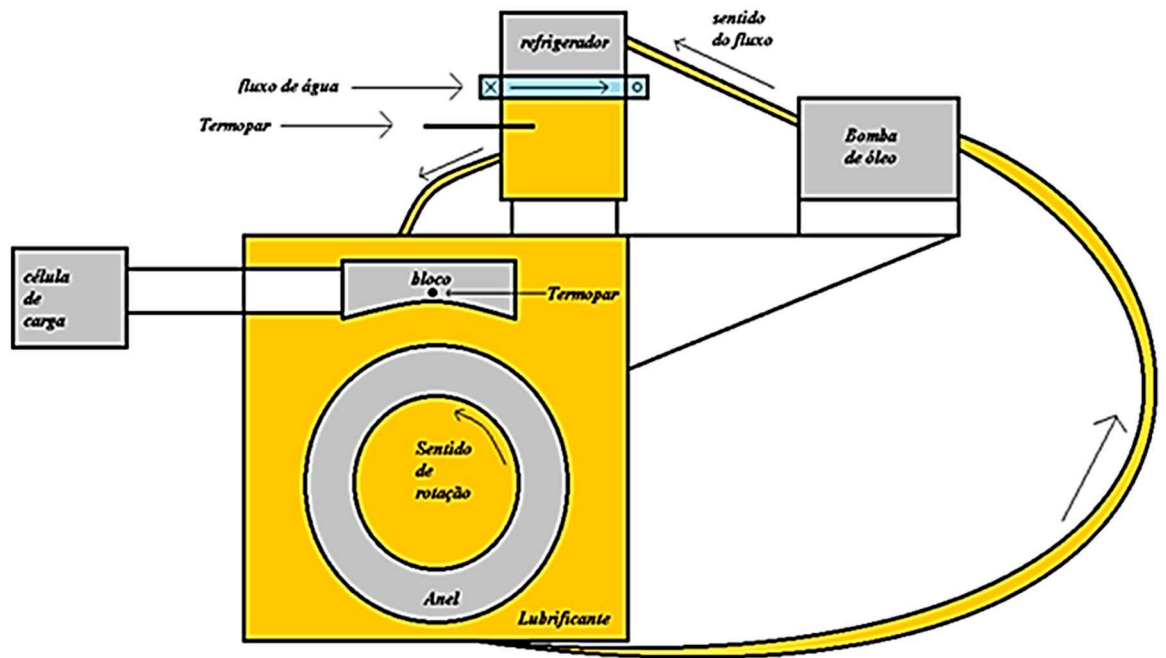 refrigerador
sentido
do fluxo
fluxo de água
Termopar
Bomba
de óleo
célula
de
carga
bloco
Termopar
Sentido
de
rotação
Anel
Lubrificante